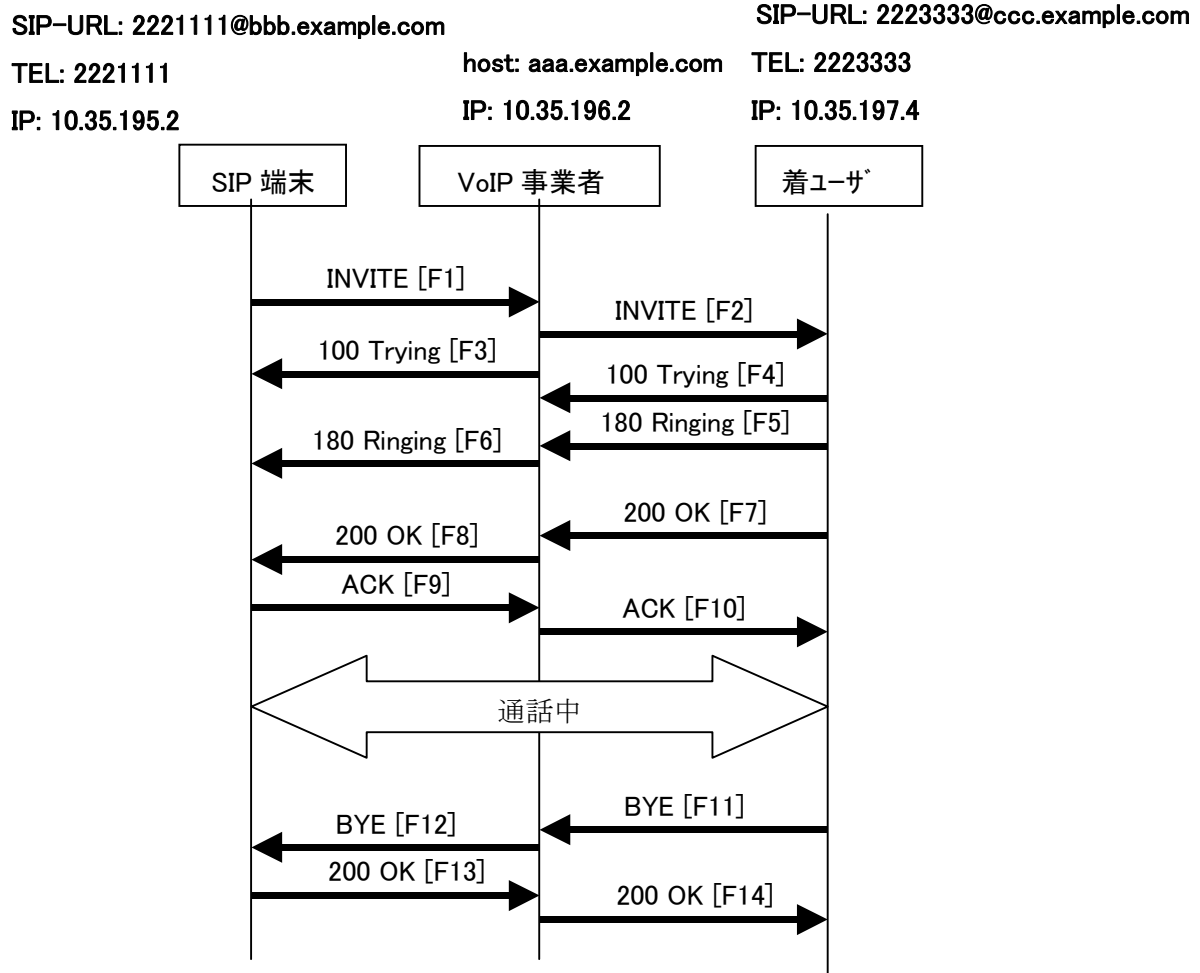 SIP-URL: 2221111@bbb.example.com
TEL: 2221111
IP: 10.35.195.2
host: aaa.example.com
IP: 10.35.196.2
SIP-URL: 2223333@ccc.example.com
TEL: 2223333
IP: 10.35.197.4
SIP 端末
VoIP 事業者
着ﾕｰｻﾞ
INVITE [F1]
INVITE [F2]
100 Trying [F3]
100 Trying [F4]
180 Ringing [F5]
180 Ringing [F6]
200 OK [F7]
200 OK [F8]
ACK [F9]
ACK [F10]
通話中
BYE [F11]
BYE [F12]
200 OK [F13]
200 OK [F14]